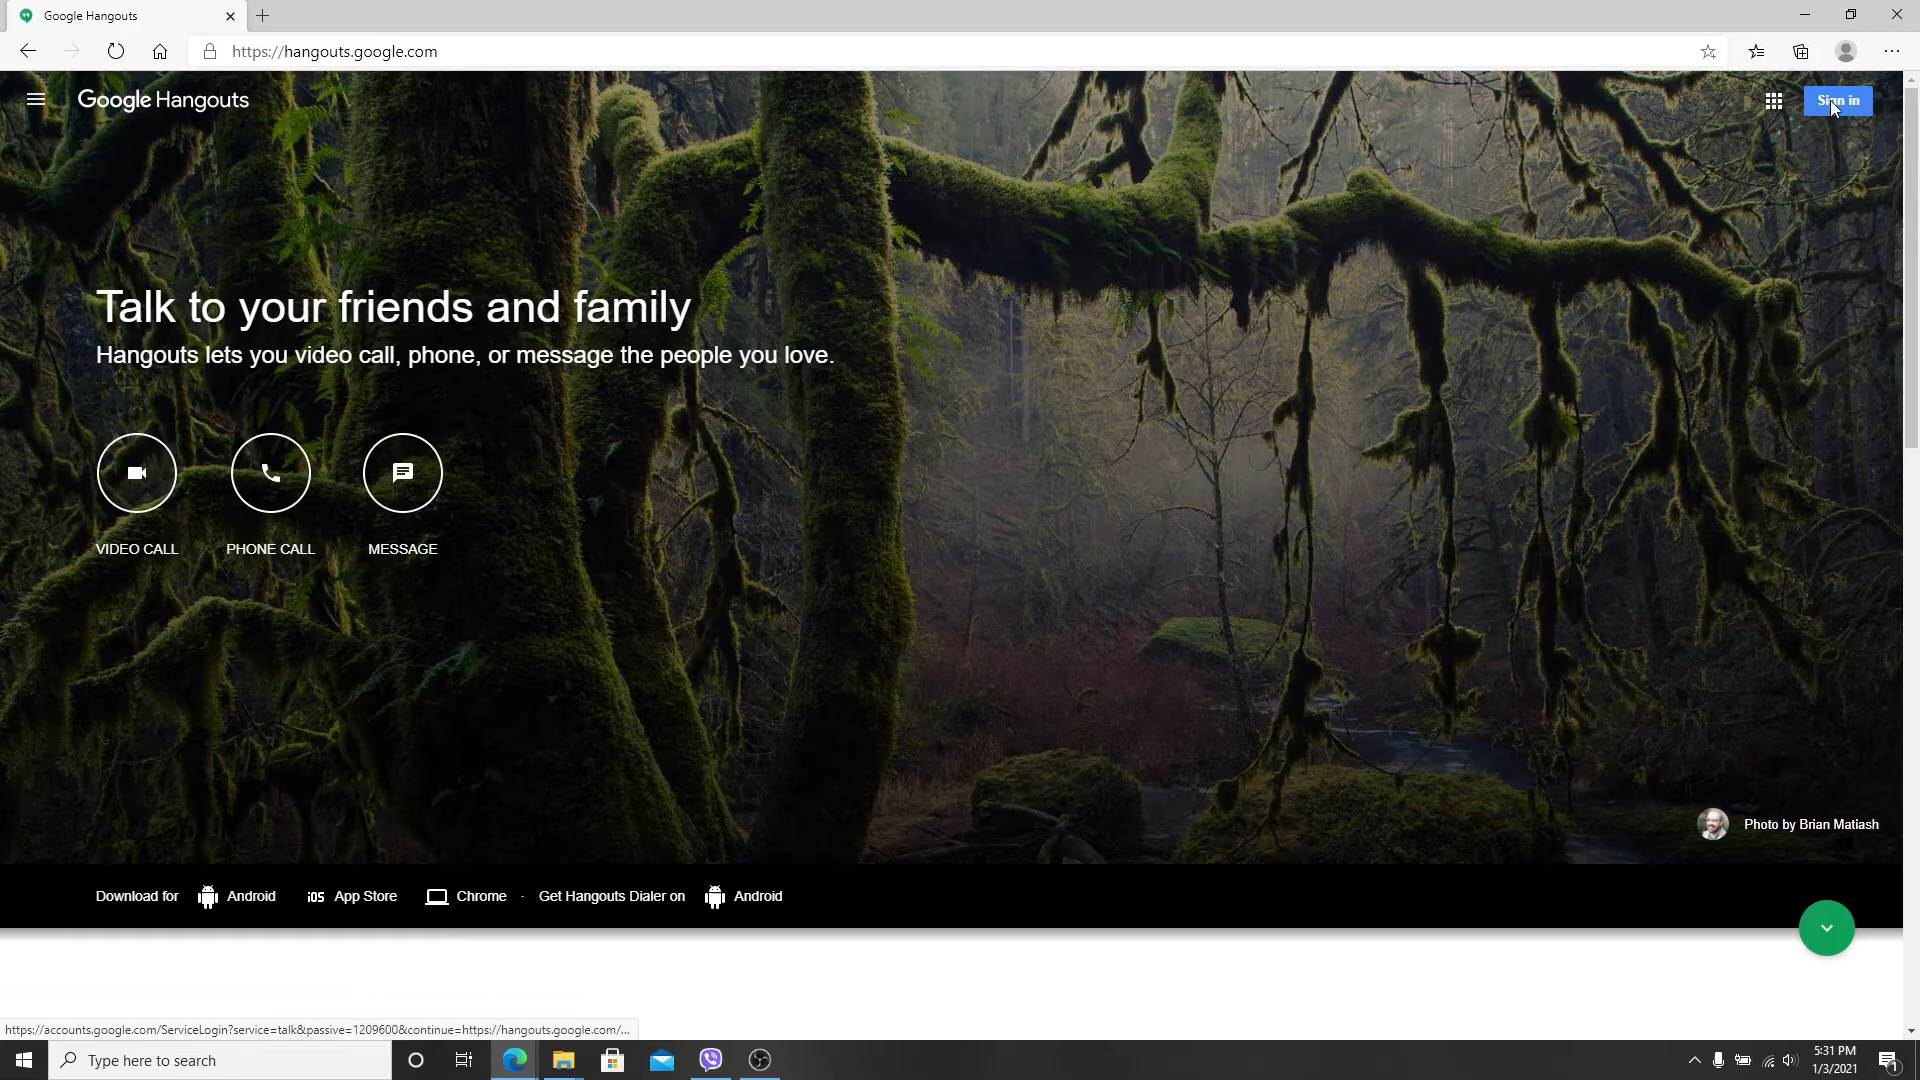 Google Hangouts
https://hangouts.google.com
Google Hangouts
Sign in
Talk to your friends and family
Hangouts lets you video call, phone, or message the people you love.
VIDEO CALL
PHONE CALL
MESSAGE
Photo by Brian Matiash
Download for
Android
iOS
App Store
Chrome
·
Get Hangouts Dialer on
Android
https://accounts.google.com/ServiceLogin?service=talk&passive=1209600&continue=https://hangouts.google.com/...
Type here to search
5:31 PM
1/3/2021
1